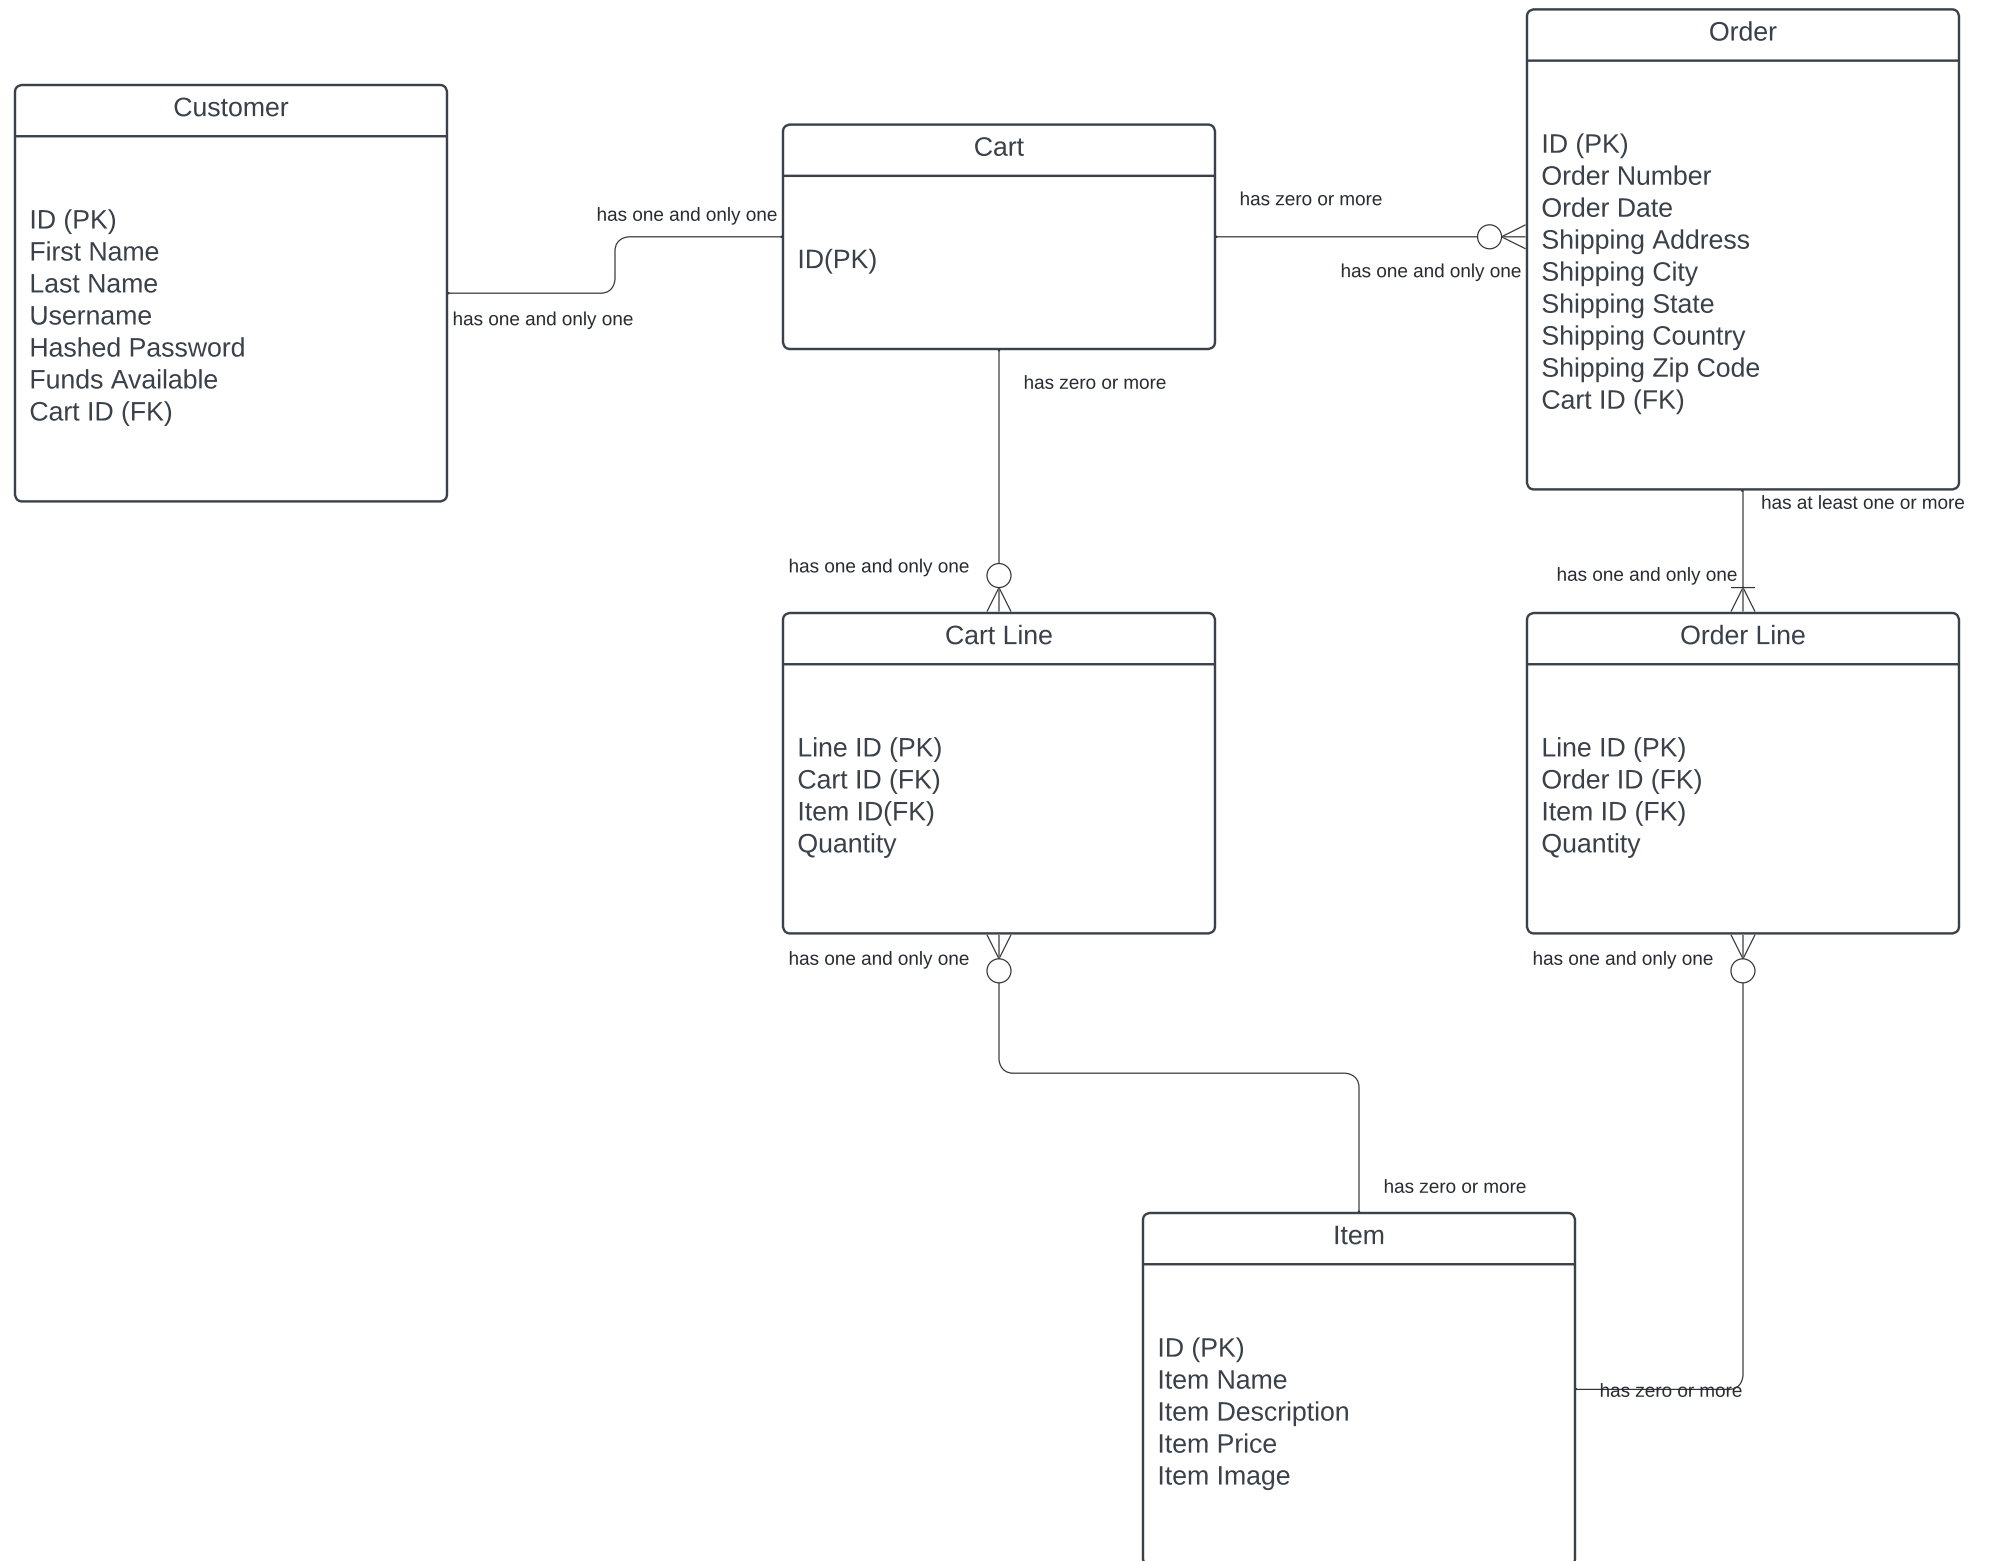 Customer
ID (PK)
First Name
Last Name
Username
Hashed Password
Funds Available
Cart ID (FK)
has one and only one
has one and only one
Cart
ID(PK)
has zero or more
has one and only one
Order
ID (PK)
Order Number
Order Date
Shipping Address
Shipping City
Shipping State
Shipping Country
Shipping Zip Code
Cart ID (FK)
has zero or more
has one and only one
Cart Line
Line ID (PK)
Cart ID (FK)
Item ID(FK)
Quantity
has at least one or more
has one and only one
Order Line
Line ID (PK)
Order ID (FK)
Item ID (FK)
Quantity
has one and only one
has one and only one
has zero or more
Item
ID (PK)
Item Name
Item Description
Item Price
Item Image
has zero or more